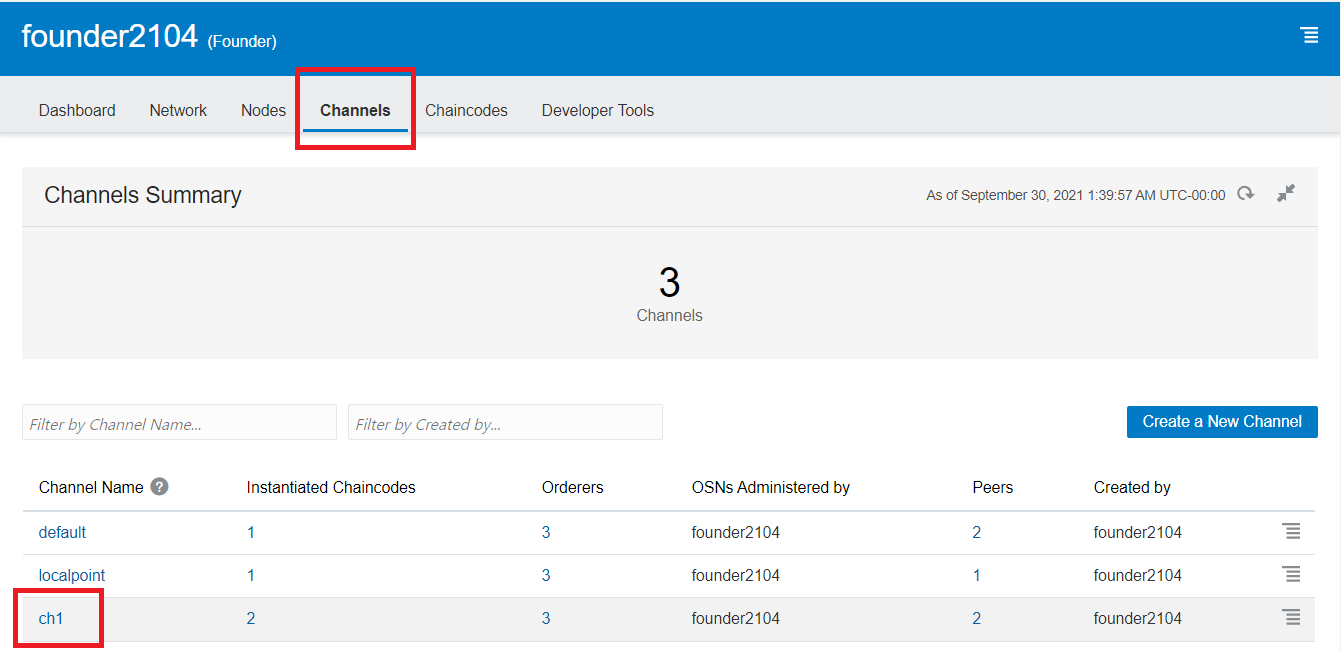 founder2104 (Founder)
Dashboard Network Nodes Channels Chaincodes Developer Tools
Channels Summary As of September 30, 2021 1:39:57 AM UTC-00:00
3
Channels
Filter by Channel Name... Filter by Created by... Create a New Channel
Channel Name ? Instantiated Chaincodes Orderers OSNs Administered by Peers Created by
default 1 3 founder2104 2 founder2104
localpoint 1 3 founder2104 1 founder2104
ch1 2 3 founder2104 2 founder2104